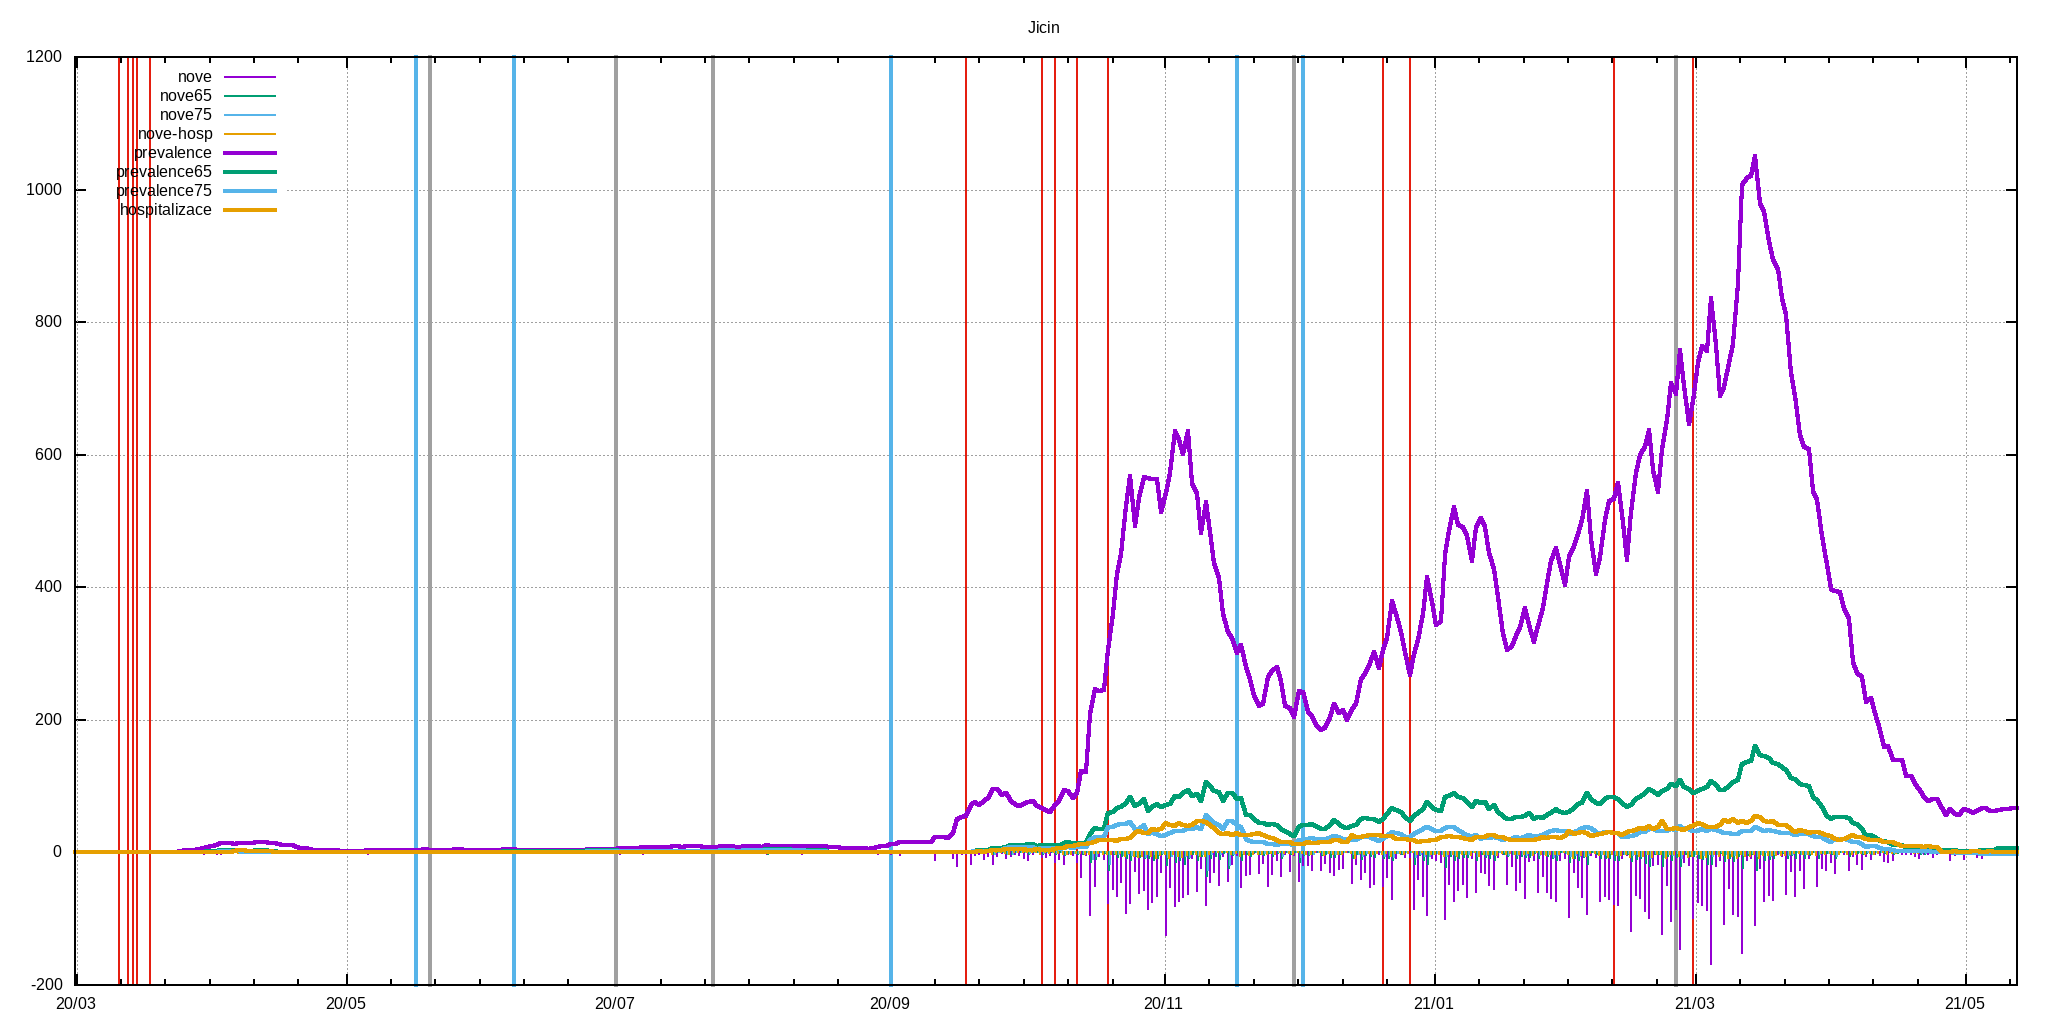 Jicin
1200
nove
nove65
nove75
nove-hosp
prevalence
prevalence65
prevalence75
hospitalizace
1000
800
600
400
200
0
-200
20/03 20/05 20/07 20/09 20/11 21/01 21/03 21/05